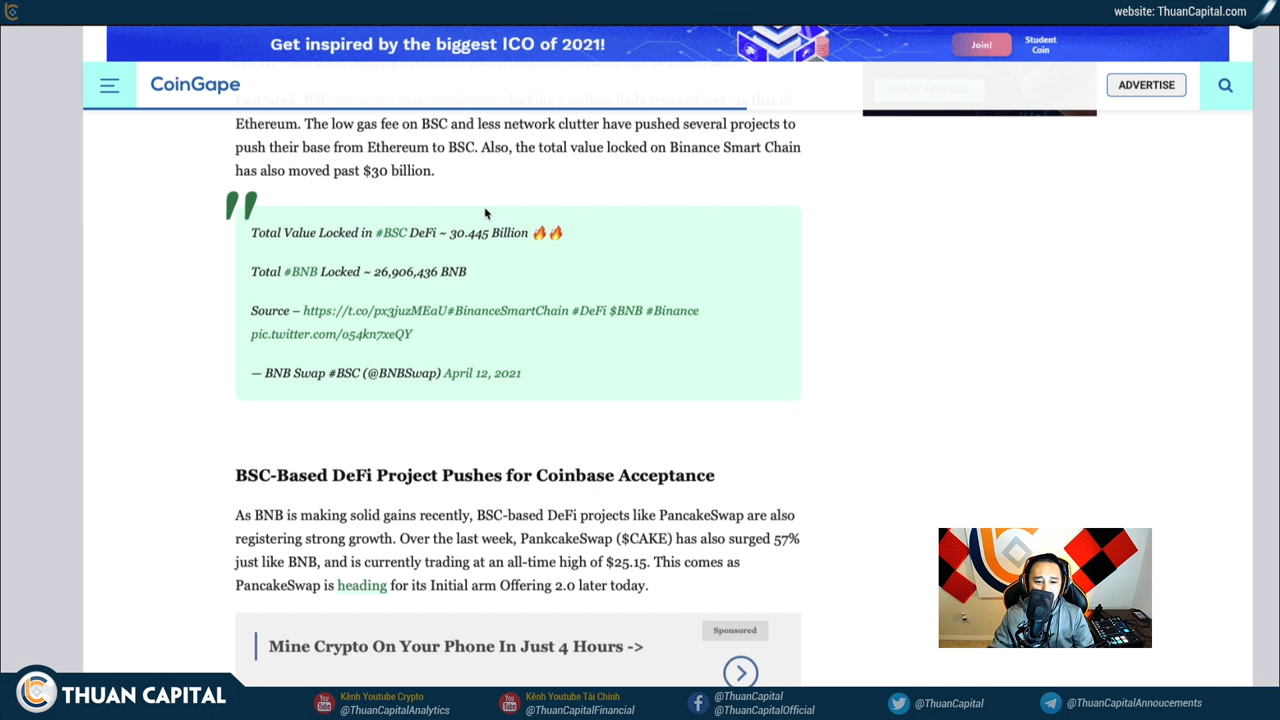 website: ThuanCapital.com
Get inspired by the biggest ICO of 2021!
Join!
Student
Coin
CoinGape
ADVERTISE
START MINING
Ethereum. The low gas fee on BSC and less network clutter have pushed several projects to
push their base from Ethereum to BSC. Also, the total value locked on Binance Smart Chain
has also moved past $30 billion.
Total Value Locked in #BSC DeFi ~ 30.445 Billion 🔥🔥
Total #BNB Locked ~ 26,906,436 BNB
Source – https://t.co/px3juzMEaU#BinanceSmartChain #DeFi $BNB #Binance
pic.twitter.com/o54kn7xeQY
— BNB Swap #BSC (@BNBSwap) April 12, 2021
BSC-Based DeFi Project Pushes for Coinbase Acceptance
As BNB is making solid gains recently, BSC-based DeFi projects like PancakeSwap are also
registering strong growth. Over the last week, PankcakeSwap ($CAKE) has also surged 57%
just like BNB, and is currently trading at an all-time high of $25.15. This comes as
PancakeSwap is heading for its Initial arm Offering 2.0 later today.
Sponsored
Mine Crypto On Your Phone In Just 4 Hours ->
THUAN CAPITAL
You Tube
Kênh Youtube Crypto
@ThuanCapitalAnalytics
You Tube
Kênh Youtube Tài Chính
@ThuanCapitalFinancial
@ThuanCapital
@ThuanCapitalOfficial
@ThuanCapital
@ThuanCapitalAnnoucements